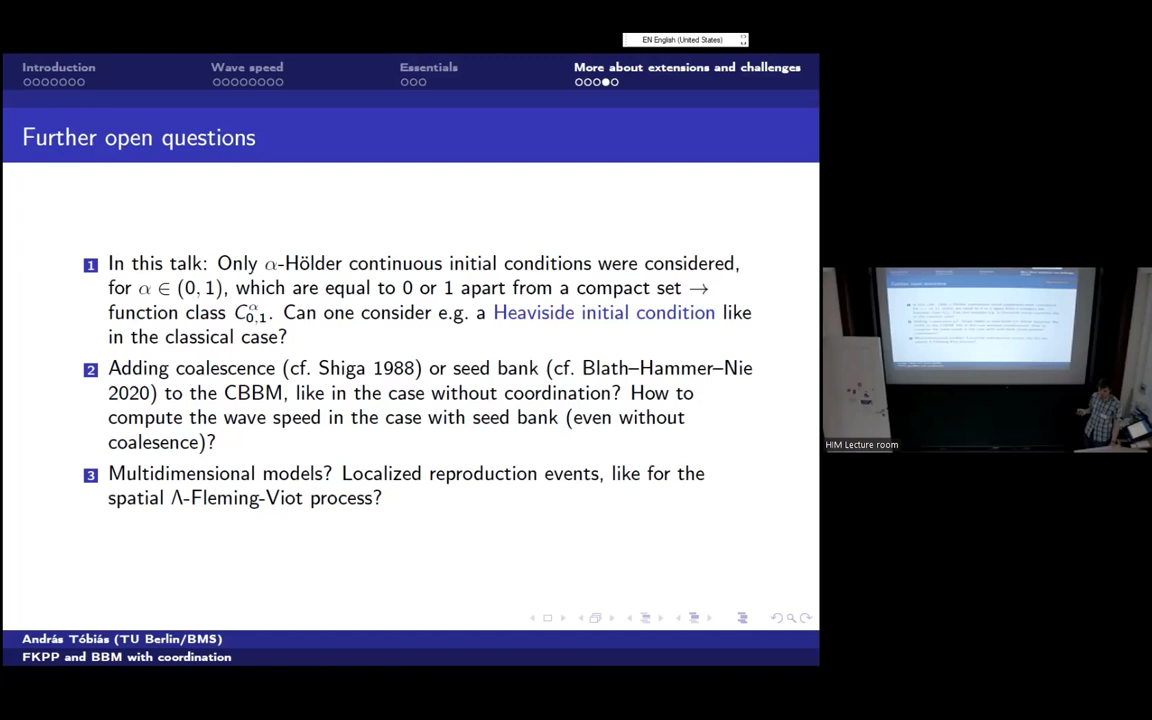 EN English (United States)
Introduction
Wave speed
Essentials
More about extensions and challenges
Further open questions
1 In this talk: Only α-Hölder continuous initial conditions were considered,
for α ∈ (0, 1), which are equal to 0 or 1 apart from a compact set →
function class C^α_{0,1}. Can one consider e.g. a Heaviside initial condition like
in the classical case?
2 Adding coalescence (cf. Shiga 1988) or seed bank (cf. Blath–Hammer–Nie
2020) to the CBBM, like in the case without coordination? How to
compute the wave speed in the case with seed bank (even without
coalesence)?
3 Multidimensional models? Localized reproduction events, like for the
spatial Λ-Fleming-Viot process?
András Tóbiás (TU Berlin/BMS)
FKPP and BBM with coordination
HIM Lecture room